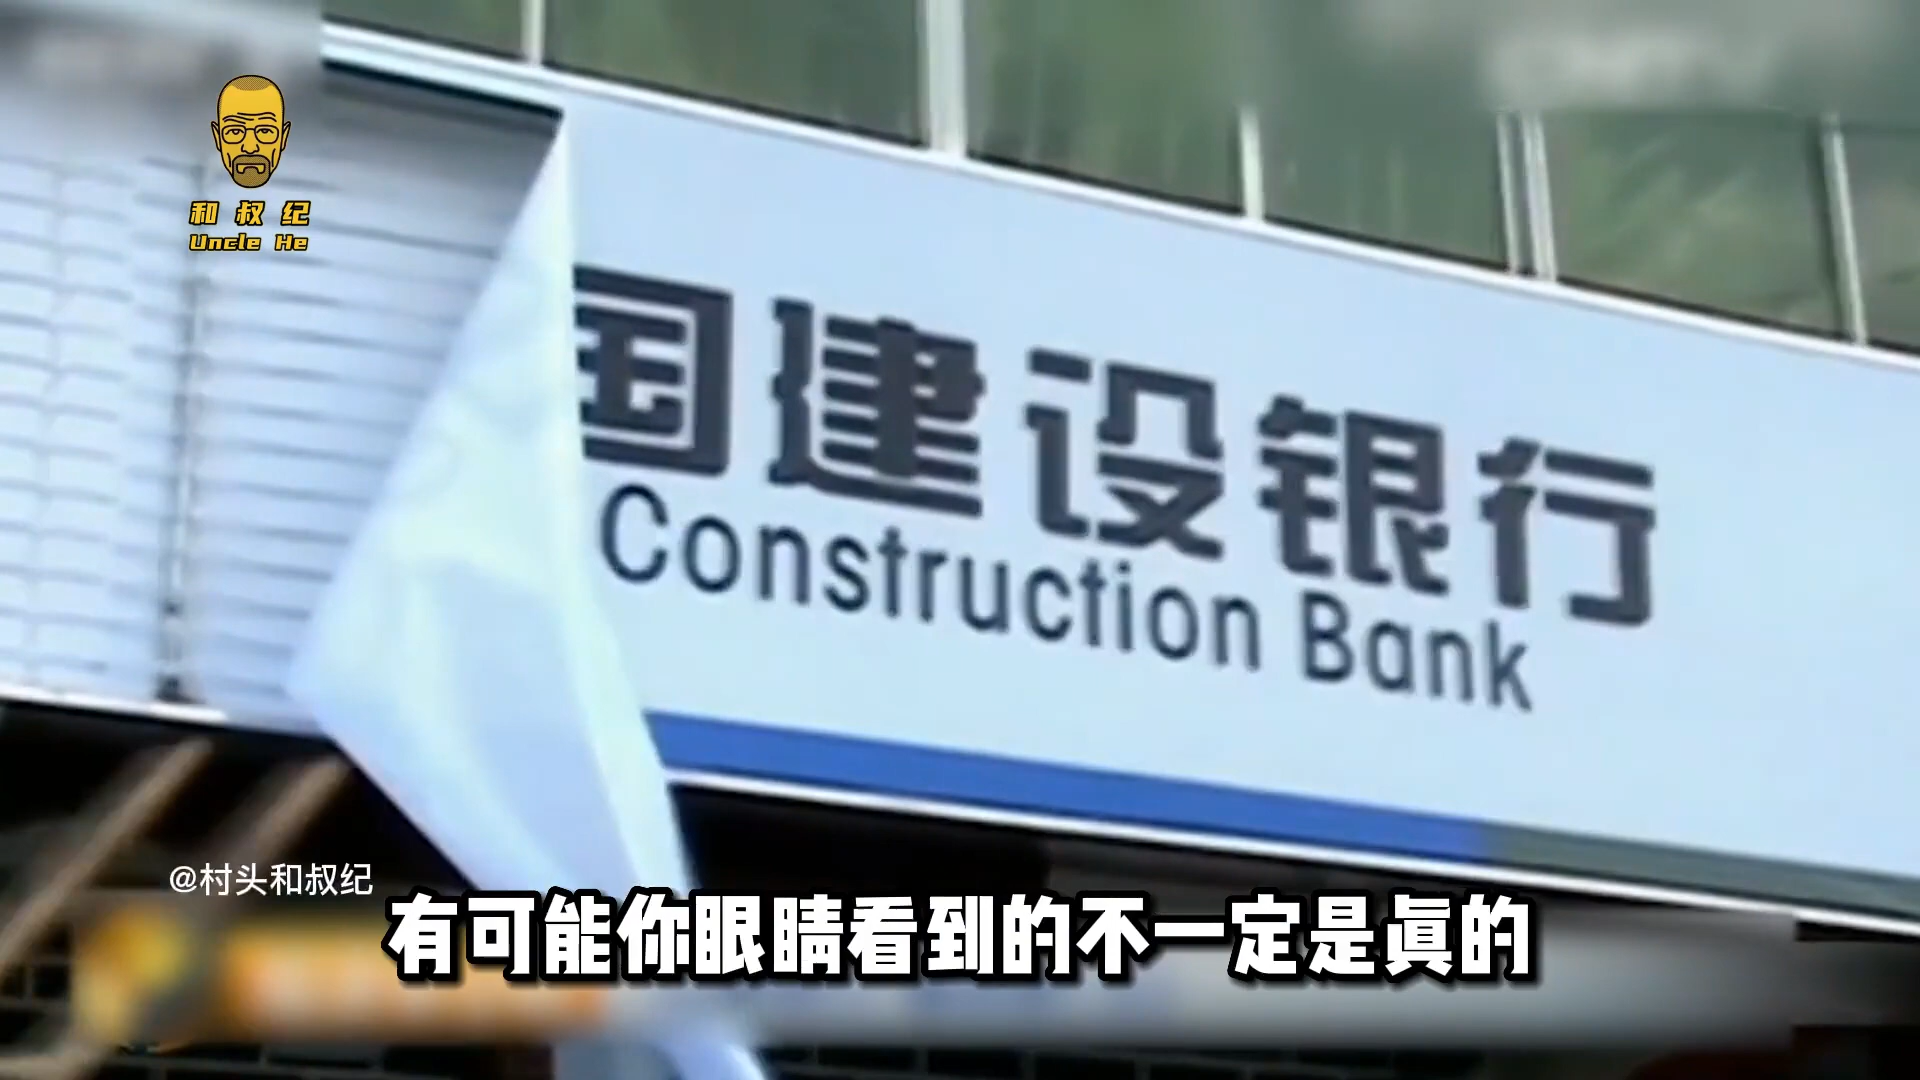 和叔纪
Uncle He
国建设银行
Construction Bank
@村头和叔纪
有可能你眼睛看到的不一定是真的